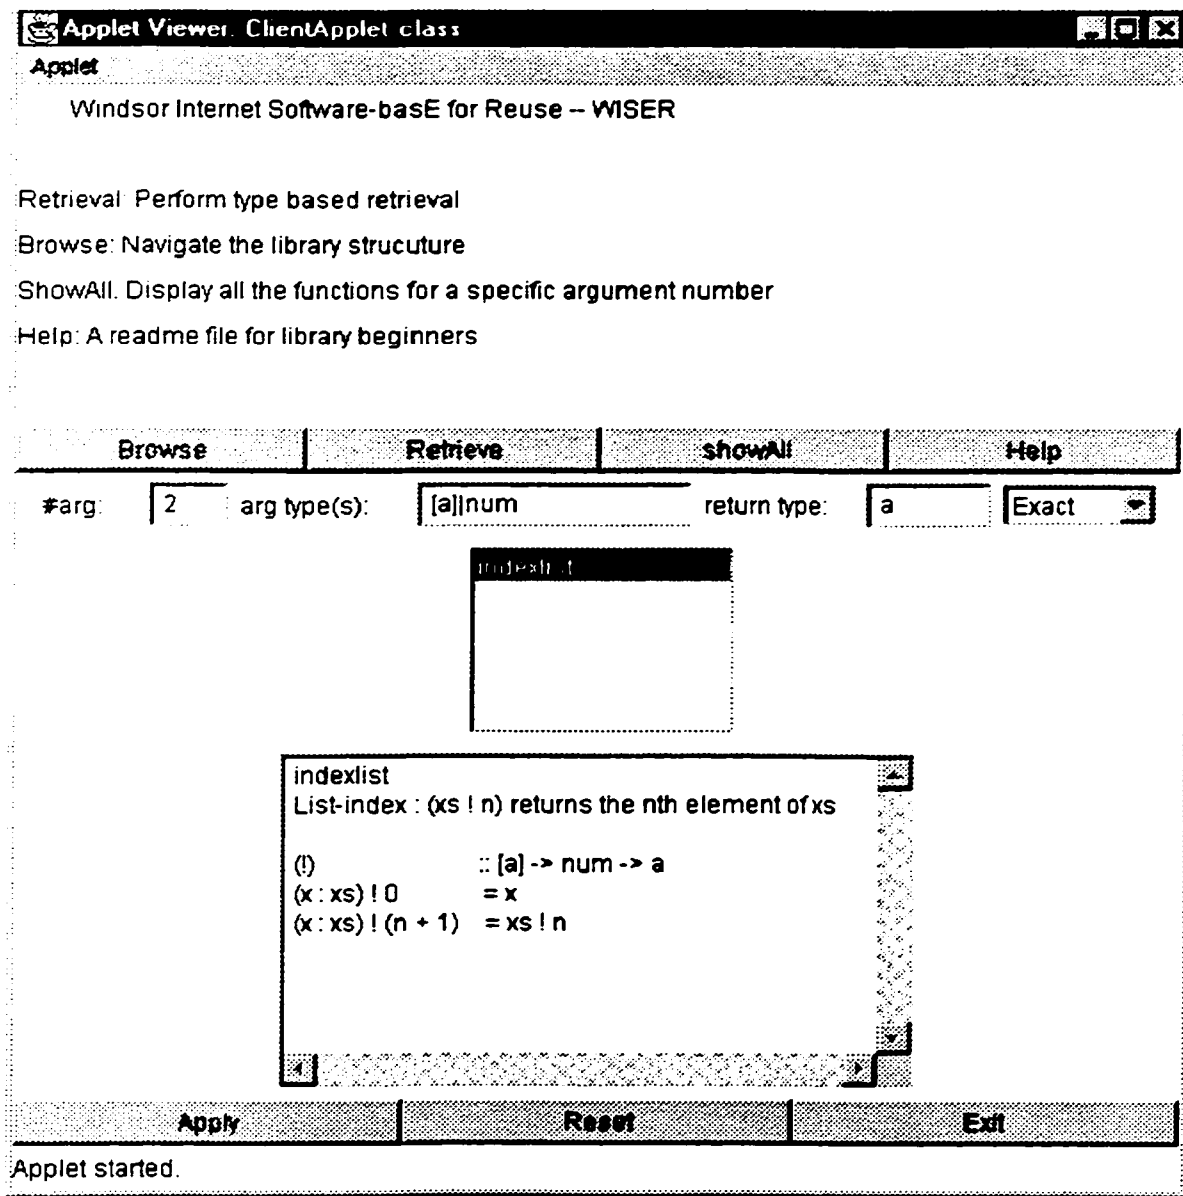 Applet Viewer. ClientApplet class
Applet
Windsor Internet Software-basE for Reuse -- WISER
Retrieval: Perform type based retrieval
Browse: Navigate the library strucuture
ShowAll. Display all the functions for a specific argument number
Help: A readme file for library beginners
Browse Retrieve showAll Help
#arg: 2 arg type(s): [a]|num return type: a Exact
indexlist
indexlist
List-index : (xs ! n) returns the nth element of xs
(!) :: [a] -> num -> a
(x : xs) ! 0 = x
(x : xs) ! (n + 1) = xs ! n
Apply Reset Exit
Applet started.